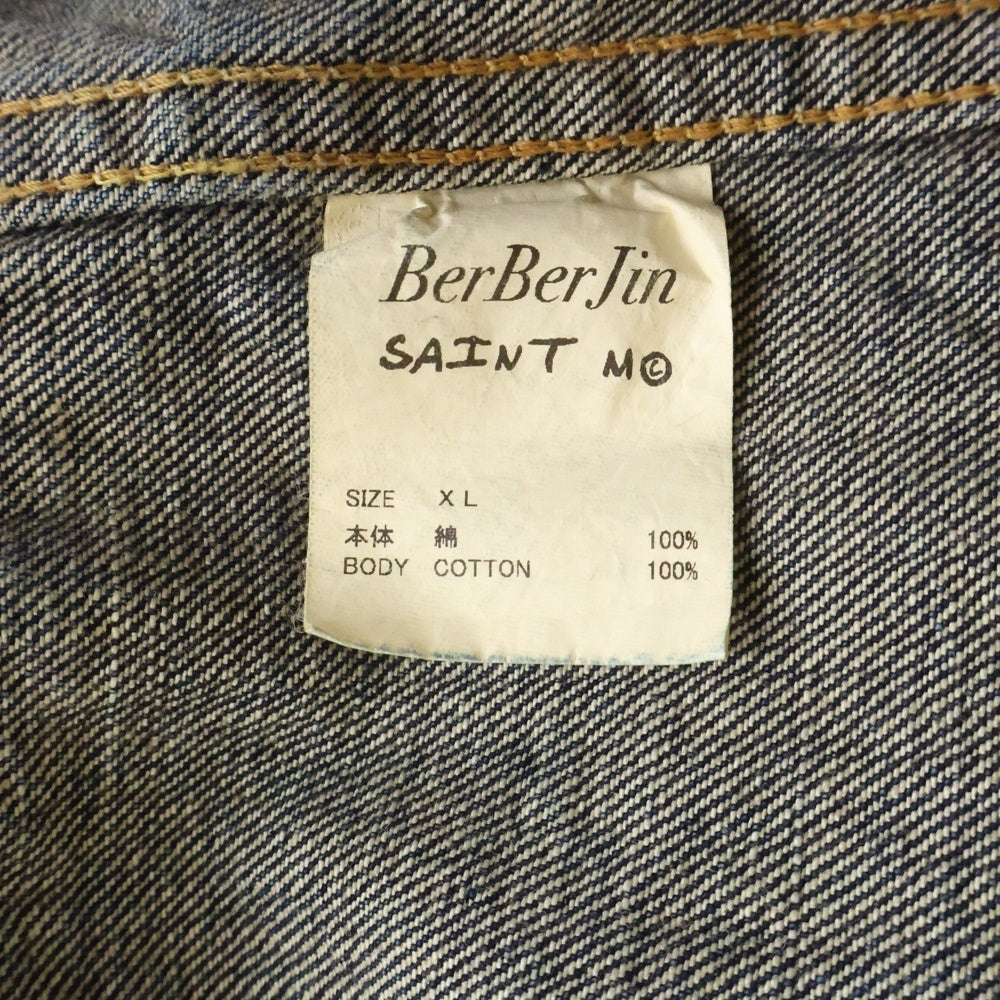 BerBerJin
SAINT M©
SIZE XL
本体 綿 100%
BODY COTTON 100%